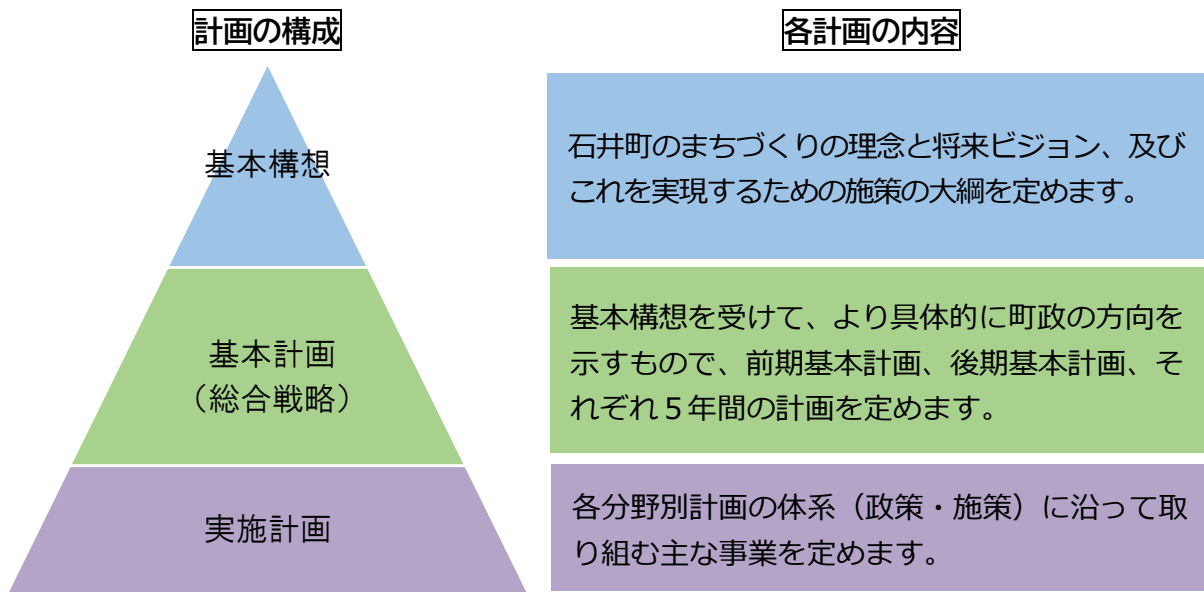 計画の構成
各計画の内容
基本構想
石井町のまちづくりの理念と将来ビジョン、及び
これを実現するための施策の大綱を定めます。
基本計画
（総合戦略）
基本構想を受けて、より具体的に町政の方向を
示すもので、前期基本計画、後期基本計画、そ
れぞれ５年間の計画を定めます。
実施計画
各分野別計画の体系（政策・施策）に沿って取
り組む主な事業を定めます。